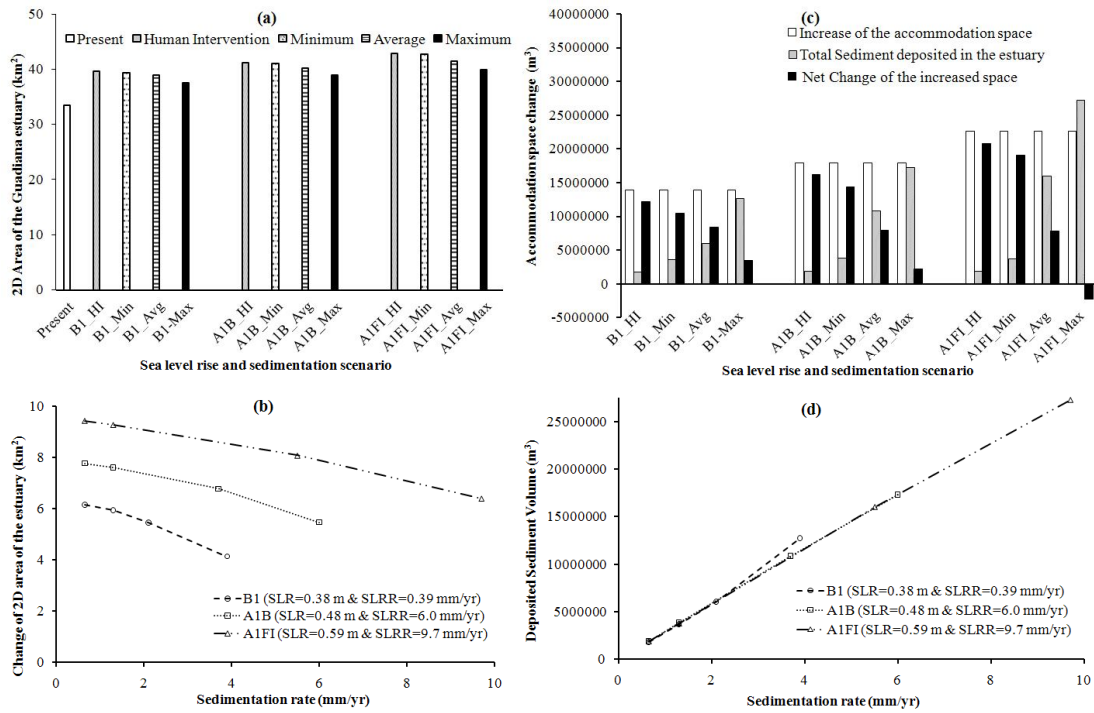 (a)
50
40
30
20
10
0
2D Area of the Guadiana estuary (km²)
Present
Human Intervention
Minimum
Average
Maximum
Present
B1_HI
B1_Min
B1_Avg
B1-Max
A1B_HI
A1B_Min
A1B_Avg
A1B_Max
A1FI_HI
A1FI_Min
A1FI_Avg
A1FI_Max
Sea level rise and sedimentation scenario
(c)
40000000
35000000
30000000
25000000
20000000
15000000
10000000
5000000
0
-5000000
Accommodation space change (m³)
Increase of the accommodation space
Total Sediment deposited in the estuary
Net Change of the increased space
B1_HI
B1_Min
B1_Avg
B1-Max
A1B_HI
A1B_Min
A1B_Avg
A1B_Max
A1FI_HI
A1FI_Min
A1FI_Avg
A1FI_Max
Sea level rise and sedimentation scenario
(b)
10
8
6
4
2
0
Change of 2D area of the estuary (km²)
B1 (SLR=0.38 m & SLRR=0.39 mm/yr)
A1B (SLR=0.48 m & SLRR=6.0 mm/yr)
A1FI (SLR=0.59 m & SLRR=9.7 mm/yr)
0 2 4 6 8 10
Sedimentation rate (mm/yr)
(d)
25000000
20000000
15000000
10000000
5000000
0
Deposited Sediment Volume (m³)
B1 (SLR=0.38 m & SLRR=0.39 mm/yr)
A1B (SLR=0.48 m & SLRR=6.0 mm/yr)
A1FI (SLR=0.59 m & SLRR=9.7 mm/yr)
0 2 4 6 8 10
Sedimentation rate (mm/yr)